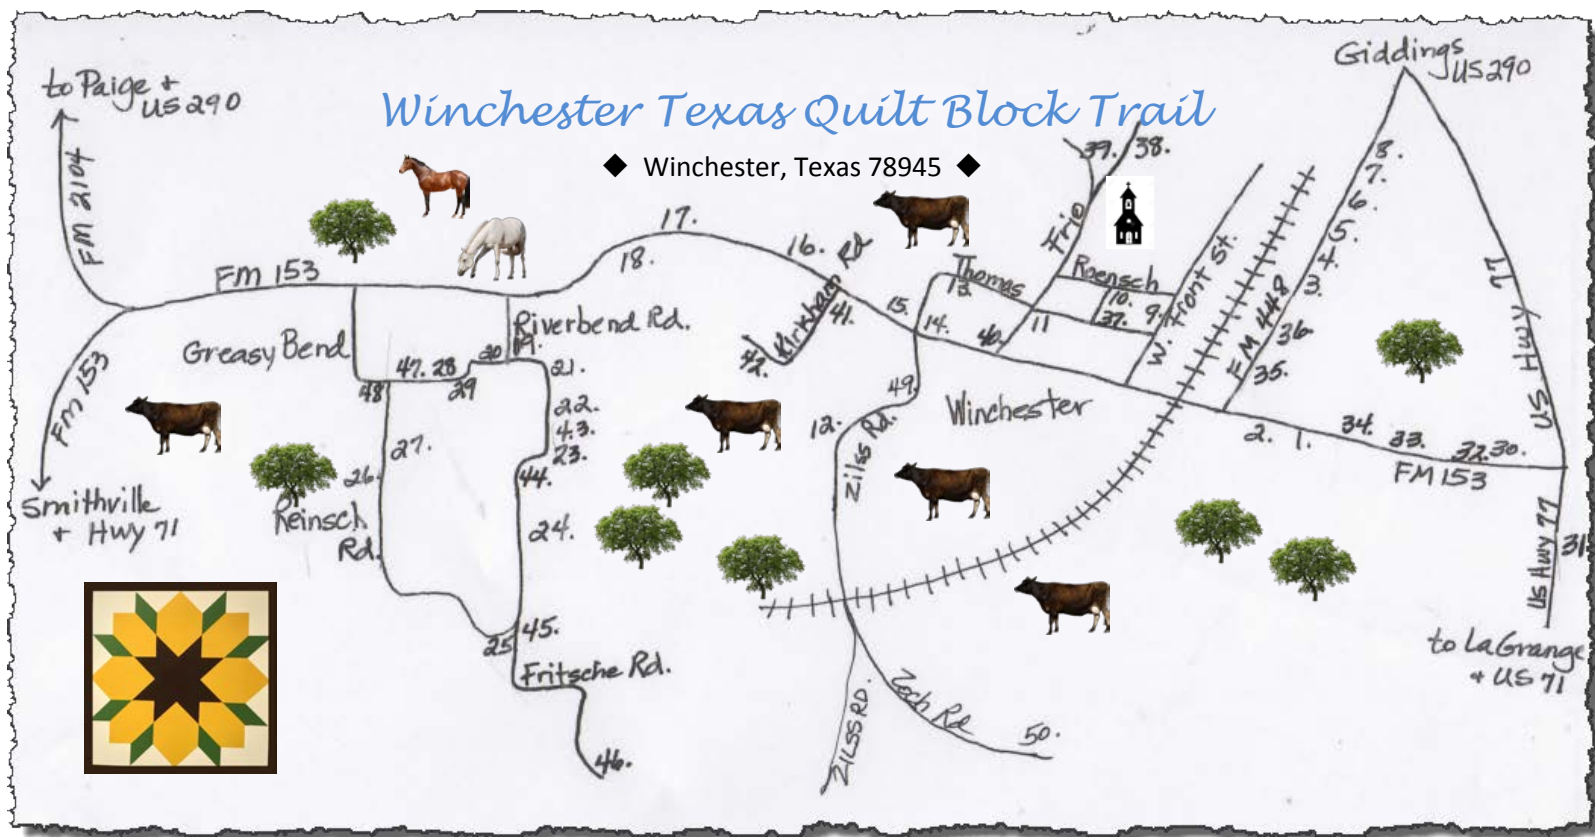 Winchester Texas Quilt Block Trail
◆ Winchester, Texas 78945 ◆
to Paige +
US 290
FM 2104
FM 153
FM 153
Smithville
+ Hwy 71
Greasy Bend
Riverbend Rd.
19.
20
21.
47. 28
29
48
22.
43.
23.
44.
27.
26.
Reinsch
Rd.
24.
25
45.
Fritsche Rd.
46.
17.
18.
16.
Kirkham Rd
41.
42.
15.
14.
Thomas
13
Frio
39.
38.
Roensch
10.
37.
9.
11
40.
W. Front St.
FM 448
Giddings
US 290
8.
7.
6.
5.
4.
3.
36.
35.
US Hwy 77
Winchester
49.
12.
Zilss Rd.
2.
1.
34.
33.
32.
30.
FM 153
US Hwy 77
31.
to LaGrange
+ US 71
ZILSS RD.
Zoch Rd
50.